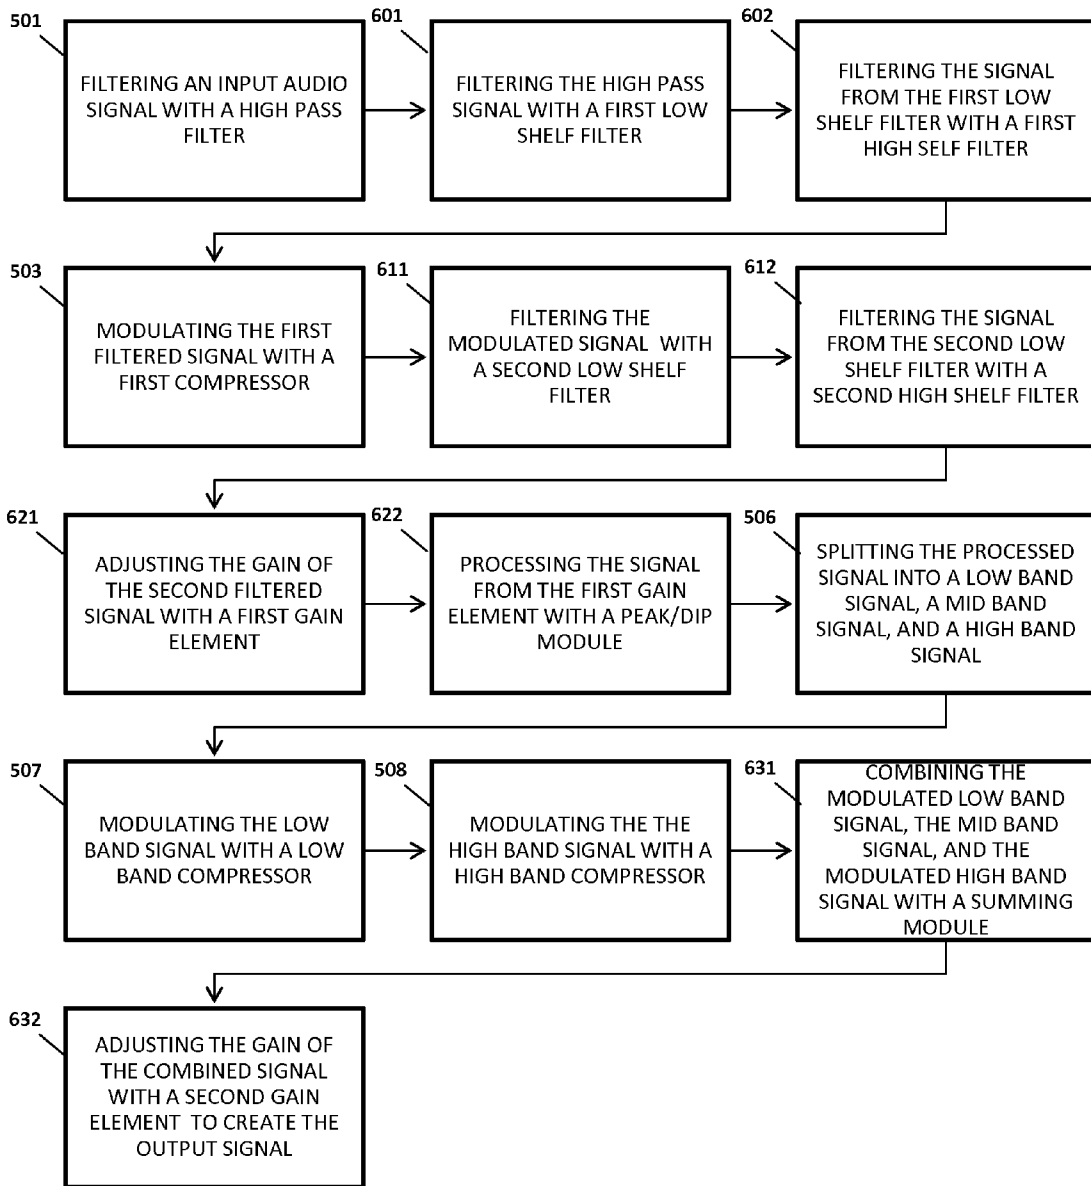 501
FILTERING AN INPUT AUDIO
SIGNAL WITH A HIGH PASS
FILTER
601
FILTERING THE HIGH PASS
SIGNAL WITH A FIRST LOW
SHELF FILTER
602
FILTERING THE SIGNAL
FROM THE FIRST LOW
SHELF FILTER WITH A FIRST
HIGH SELF FILTER
503
MODULATING THE FIRST
FILTERED SIGNAL WITH A
FIRST COMPRESSOR
611
FILTERING THE
MODULATED SIGNAL WITH
A SECOND LOW SHELF
FILTER
612
FILTERING THE SIGNAL
FROM THE SECOND LOW
SHELF FILTER WITH A
SECOND HIGH SHELF FILTER
621
ADJUSTING THE GAIN OF
THE SECOND FILTERED
SIGNAL WITH A FIRST GAIN
ELEMENT
622
PROCESSING THE SIGNAL
FROM THE FIRST GAIN
ELEMENT WITH A PEAK/DIP
MODULE
506
SPLITTING THE PROCESSED
SIGNAL INTO A LOW BAND
SIGNAL, A MID BAND
SIGNAL, AND A HIGH BAND
SIGNAL
507
MODULATING THE LOW
BAND SIGNAL WITH A LOW
BAND COMPRESSOR
508
MODULATING THE THE
HIGH BAND SIGNAL WITH A
HIGH BAND COMPRESSOR
631
COMBINING THE
MODULATED LOW BAND
SIGNAL, THE MID BAND
SIGNAL, AND THE
MODULATED HIGH BAND
SIGNAL WITH A SUMMING
MODULE
632
ADJUSTING THE GAIN OF
THE COMBINED SIGNAL
WITH A SECOND GAIN
ELEMENT TO CREATE THE
OUTPUT SIGNAL